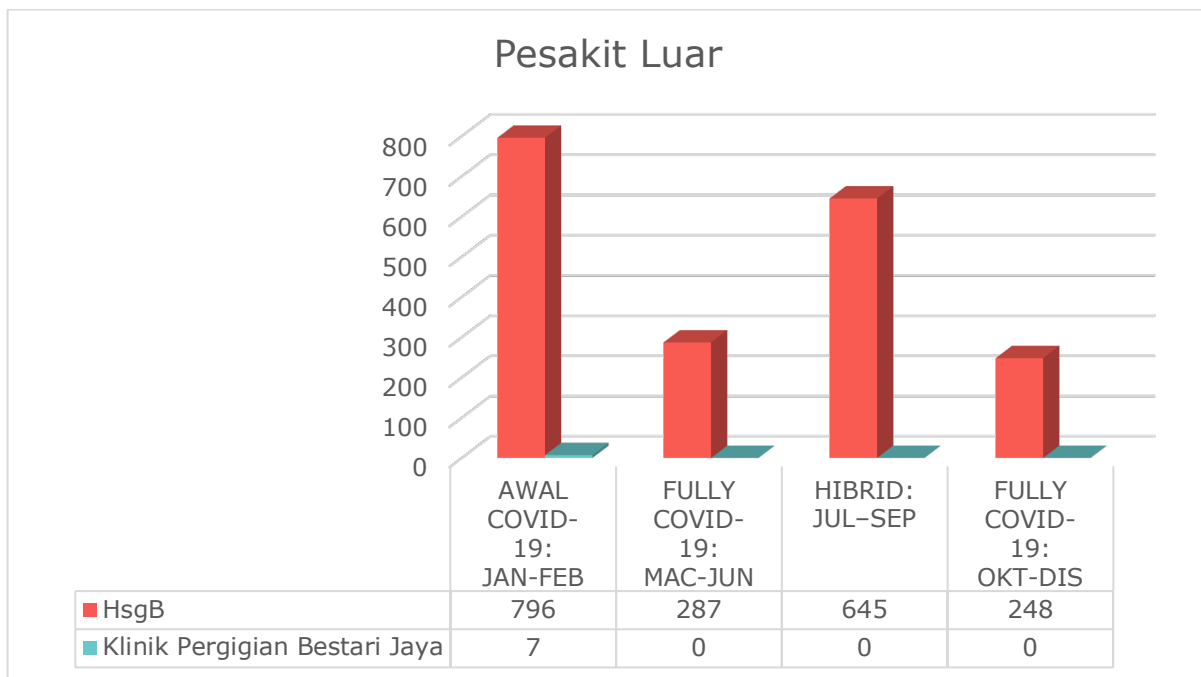 Pesakit Luar
800
700
600
500
400
300
200
100
0
AWAL
COVID-
19:
JAN-FEB
FULLY
COVID-
19:
MAC-JUN
HIBRID:
JUL–SEP
FULLY
COVID-
19:
OKT-DIS
HsgB 796 287 645 248
Klinik Pergigian Bestari Jaya 7 0 0 0